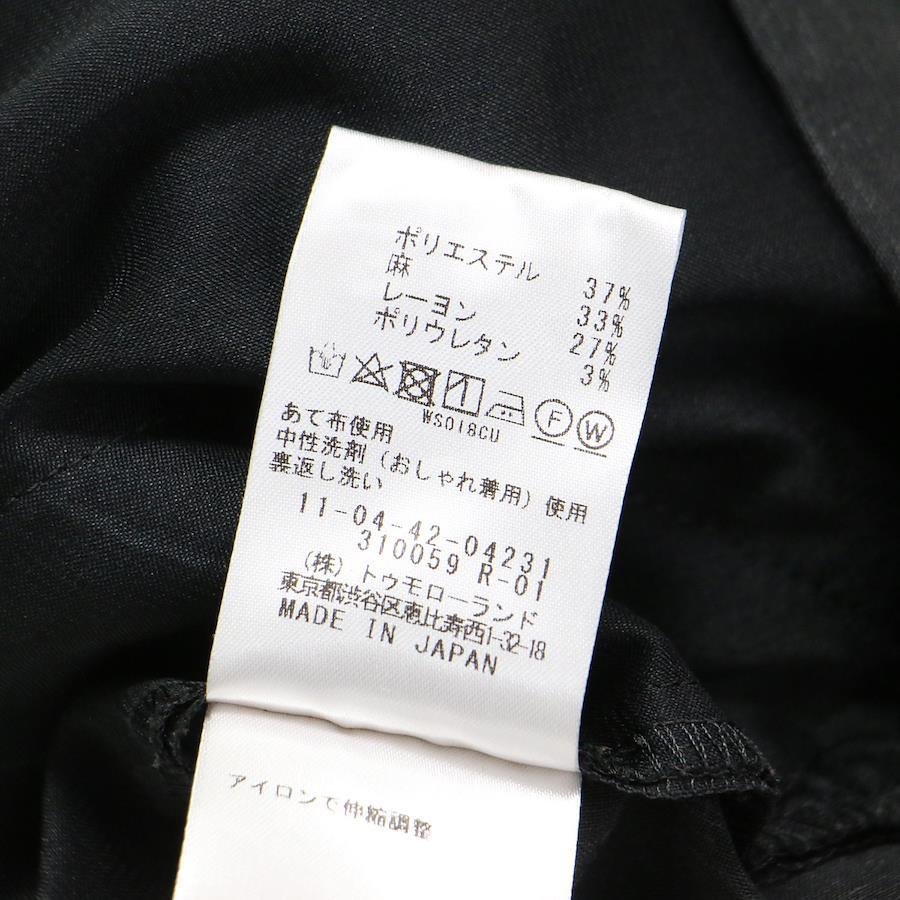 ポリエステル 37%
麻 33%
レーヨン 27%
ポリウレタン 3%
F W
WS018CU
あて布使用
中性洗剤（おしゃれ着用）使用
裏返し洗い
11-04-42-04231
310059 R-01
（株）トゥモローランド
東京都渋谷区恵比寿西1-32-18
MADE IN JAPAN
アイロンで伸縮調整